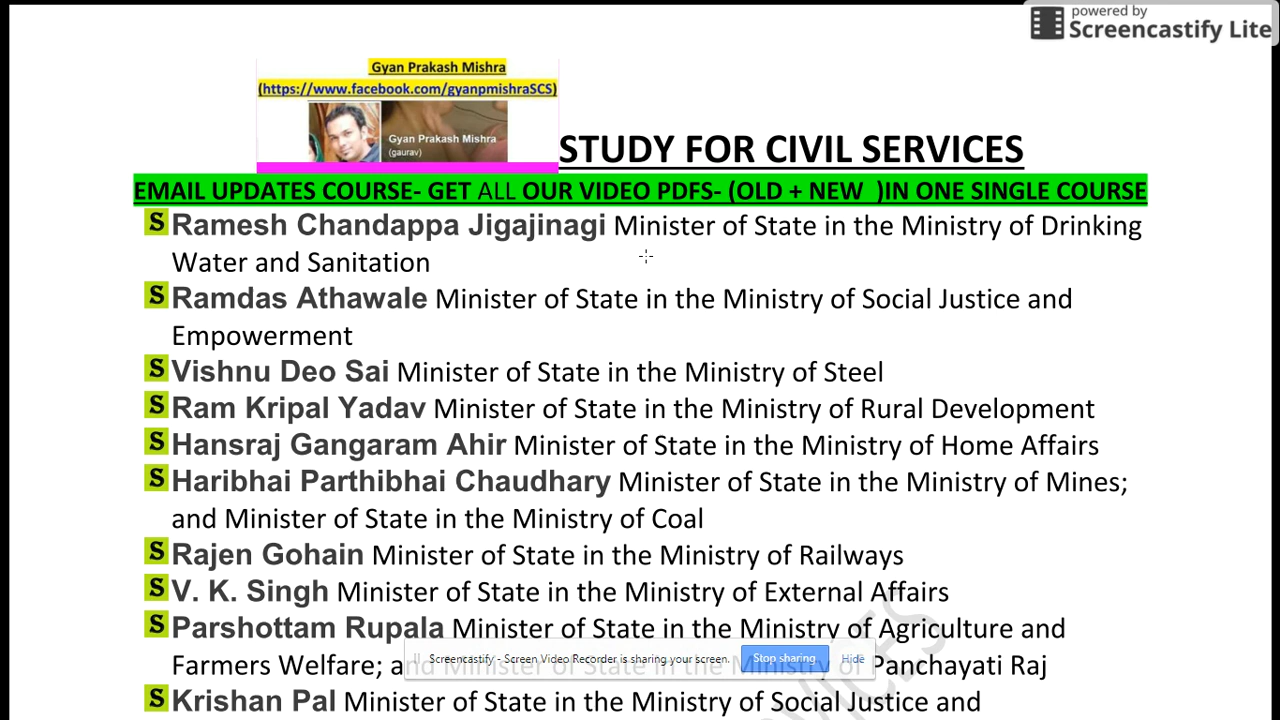 powered by
Screencastify Lite
Gyan Prakash Mishra
(https://www.facebook.com/gyanpmishraSCS)
Gyan Prakash Mishra
(gaurav)
STUDY FOR CIVIL SERVICES
EMAIL UPDATES COURSE- GET ALL OUR VIDEO PDFS- (OLD + NEW )IN ONE SINGLE COURSE
S Ramesh Chandappa Jigajinagi Minister of State in the Ministry of Drinking
Water and Sanitation
S Ramdas Athawale Minister of State in the Ministry of Social Justice and
Empowerment
S Vishnu Deo Sai Minister of State in the Ministry of Steel
S Ram Kripal Yadav Minister of State in the Ministry of Rural Development
S Hansraj Gangaram Ahir Minister of State in the Ministry of Home Affairs
S Haribhai Parthibhai Chaudhary Minister of State in the Ministry of Mines;
and Minister of State in the Ministry of Coal
S Rajen Gohain Minister of State in the Ministry of Railways
S V. K. Singh Minister of State in the Ministry of External Affairs
S Parshottam Rupala Minister of State in the Ministry of Agriculture and
Farmers Welfare; and Minister of State in the Ministry of Panchayati Raj
Screencastify - Screen Video Recorder is sharing your screen. Stop sharing Hide
S Krishan Pal Minister of State in the Ministry of Social Justice and